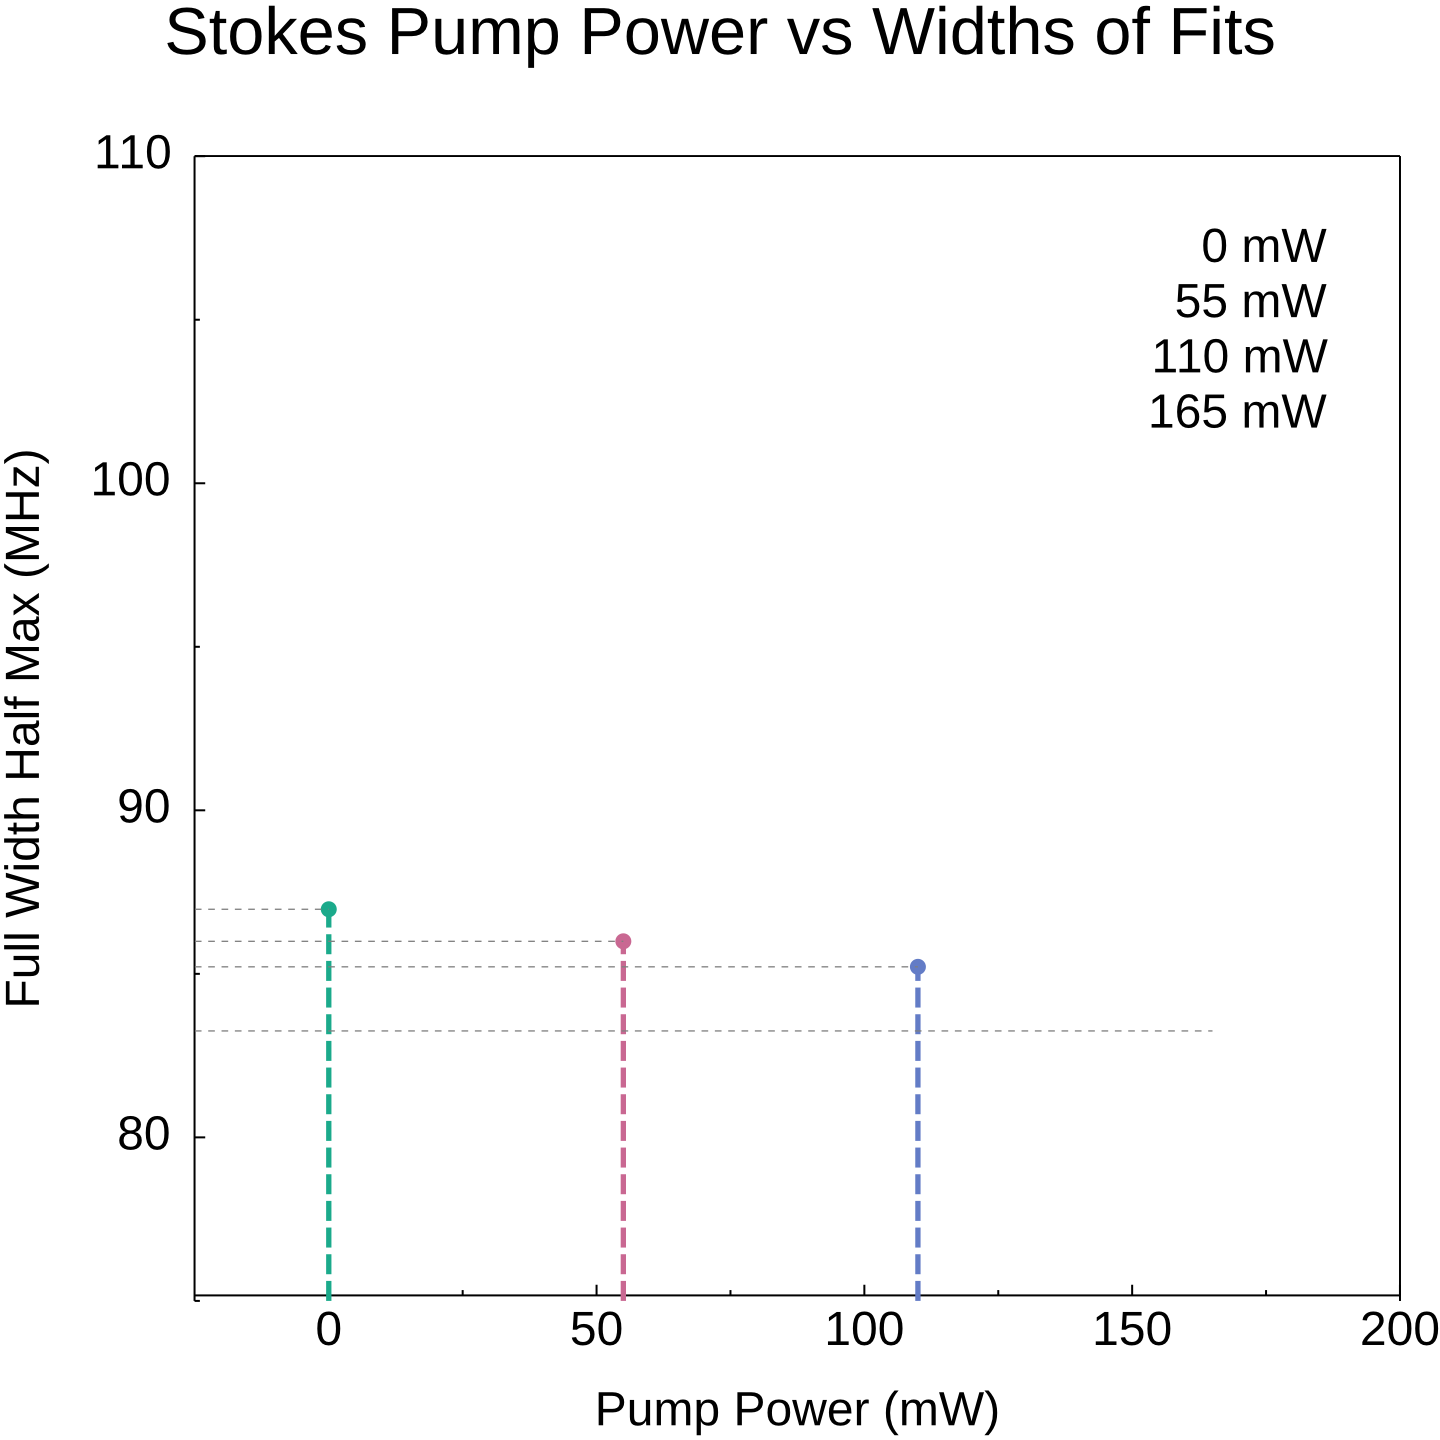 Stokes Pump Power vs Widths of Fits
110
0 mW
55 mW
110 mW
165 mW
100
90
80
Full Width Half Max (MHz)
0 50 100 150 200
Pump Power (mW)